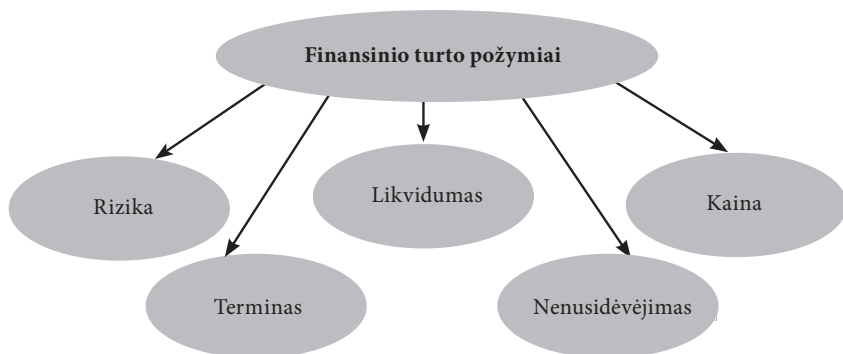 Finansinio turto požymiai
Rizika
Likvidumas
Kaina
Terminas
Nenusidėvėjimas